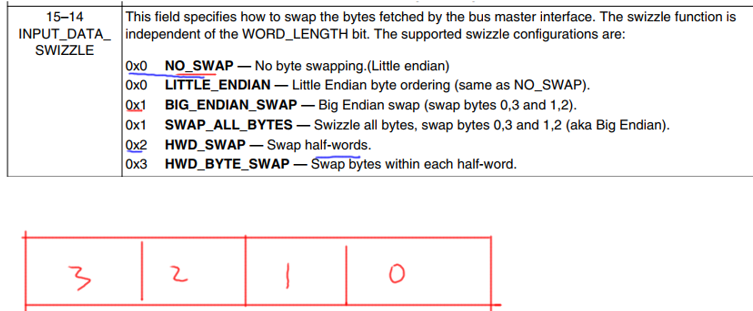 15–14
INPUT_DATA_
SWIZZLE
This field specifies how to swap the bytes fetched by the bus master interface. The swizzle function is
independent of the WORD_LENGTH bit. The supported swizzle configurations are:
0x0 NO_SWAP — No byte swapping.(Little endian)
0x0 LITTLE_ENDIAN — Little Endian byte ordering (same as NO_SWAP).
0x1 BIG_ENDIAN_SWAP — Big Endian swap (swap bytes 0,3 and 1,2).
0x1 SWAP_ALL_BYTES — Swizzle all bytes, swap bytes 0,3 and 1,2 (aka Big Endian).
0x2 HWD_SWAP — Swap half-words.
0x3 HWD_BYTE_SWAP — Swap bytes within each half-word.
3 2 1 0